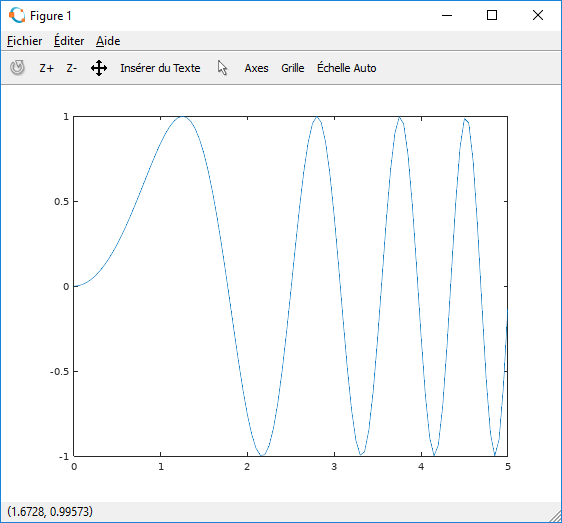 Figure 1
Fichier Éditer Aide
Z+ Z- Insérer du Texte Axes Grille Échelle Auto
1
0.5
0
-0.5
-1
0 1 2 3 4 5
(1.6728, 0.99573)